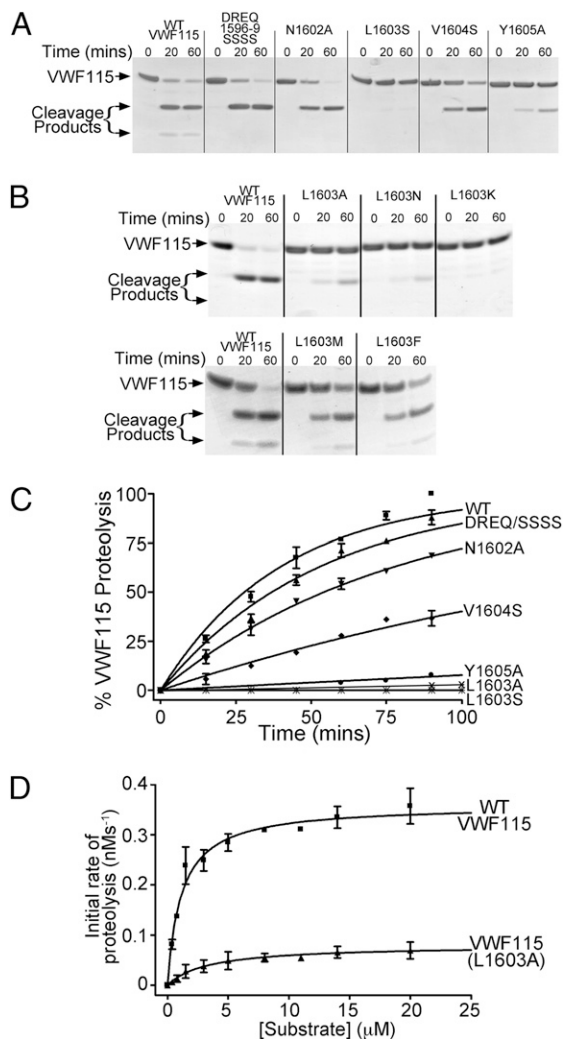 A
WT VWF115
DREQ 1596-9 SSSS
N1602A
L1603S
V1604S
Y1605A
Time (mins)
0 20 60 0 20 60 0 20 60 0 20 60 0 20 60 0 20 60
VWF115
Cleavage Products
B
WT VWF115
L1603A
L1603N
L1603K
Time (mins)
0 20 60 0 20 60 0 20 60 0 20 60
VWF115
Cleavage Products
WT VWF115
L1603M
L1603F
Time (mins)
0 20 60 0 20 60 0 20 60
VWF115
Cleavage Products
C
% VWF115 Proteolysis
100
75
50
25
0
WT
DREQ/SSSS
N1602A
V1604S
Y1605A
L1603A
L1603S
0 25 50 75 100
Time (mins)
D
Initial rate of proteolysis (nMs⁻¹)
0.4
0.3
0.2
0.1
0
WT VWF115
VWF115 (L1603A)
0 5 10 15 20 25
[Substrate] (μM)